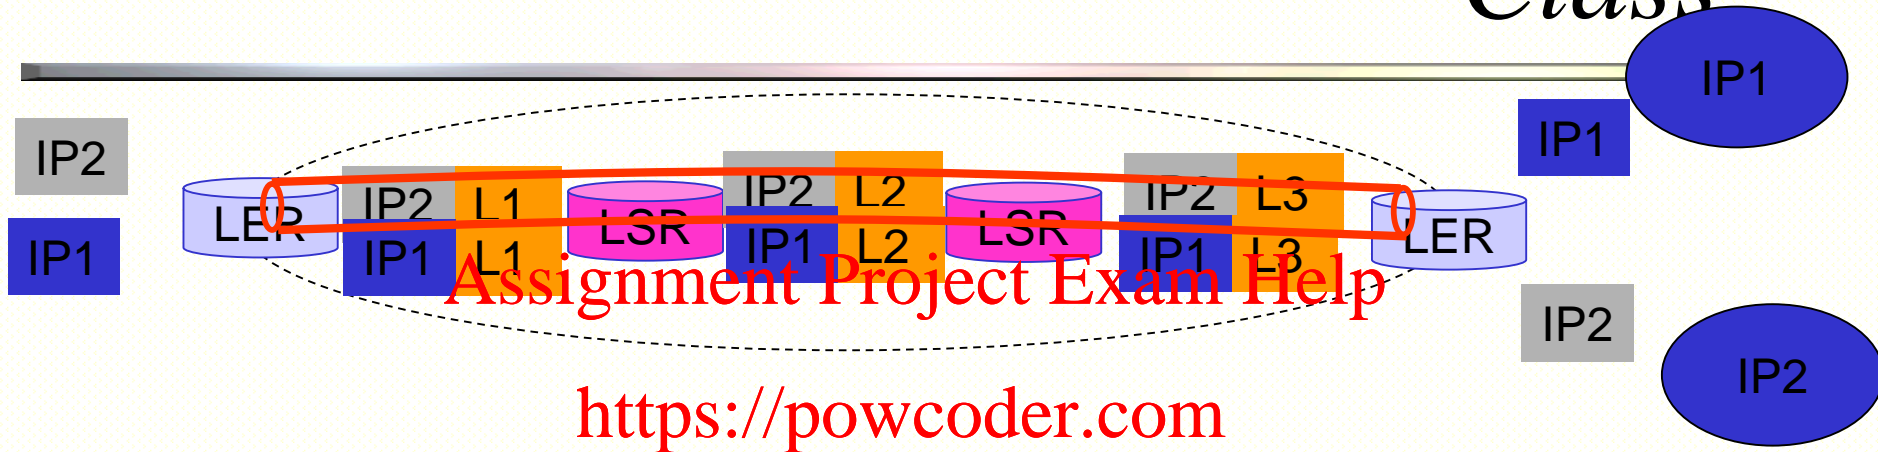 Class
IP1
IP2 IP1
IP2 L1 IP2 L2 IP2 L3
LER LSR LSR LER
IP1 IP1 L1 IP1 L2 IP1 L3
Assignment Project Exam Help
IP2
IP2
https://powcoder.com